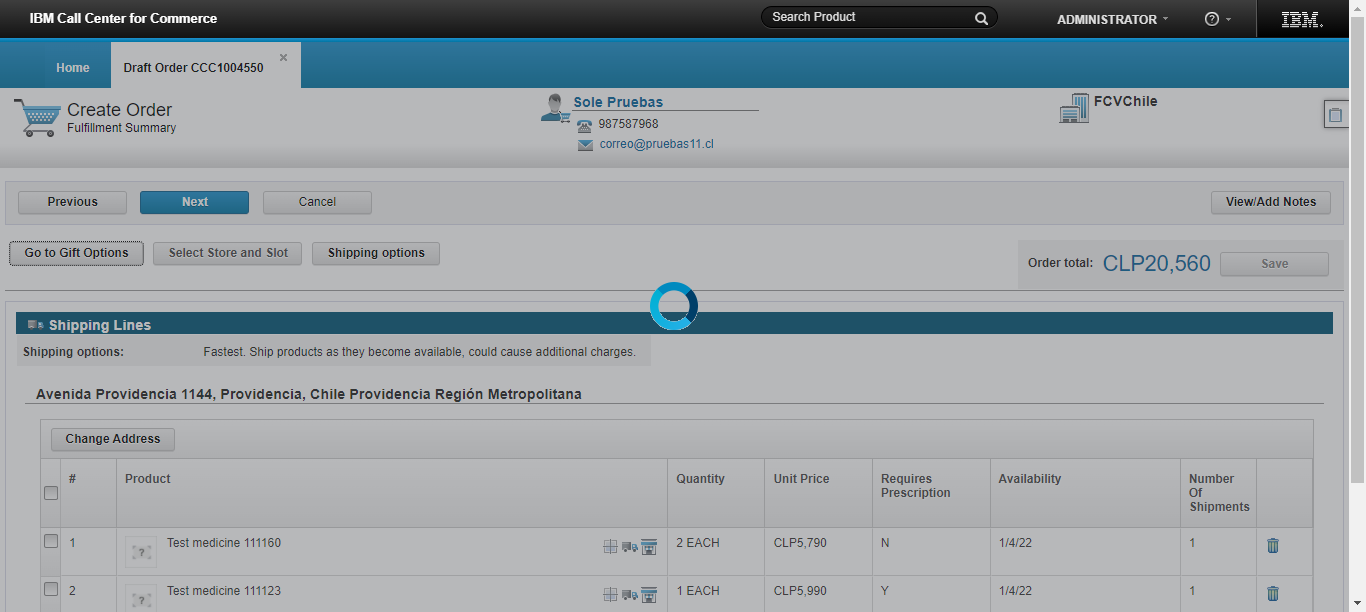 IBM Call Center for Commerce
Search Product
ADMINISTRATOR
?
IBM.
Home
Draft Order CCC1004550
Create Order
Fulfillment Summary
Sole Pruebas
987587968
correo@pruebas11.cl
FCVChile
Previous
Next
Cancel
View/Add Notes
Go to Gift Options
Select Store and Slot
Shipping options
Order total:
CLP20,560
Save
Shipping Lines
Shipping options:
Fastest. Ship products as they become available, could cause additional charges.
Avenida Providencia 1144, Providencia, Chile Providencia Región Metropolitana
Change Address
#
Product
Quantity
Unit Price
Requires
Prescription
Availability
Number
Of
Shipments
1
?
Test medicine 111160
2 EACH
CLP5,790
N
1/4/22
1
2
?
Test medicine 111123
1 EACH
CLP5,990
Y
1/4/22
1